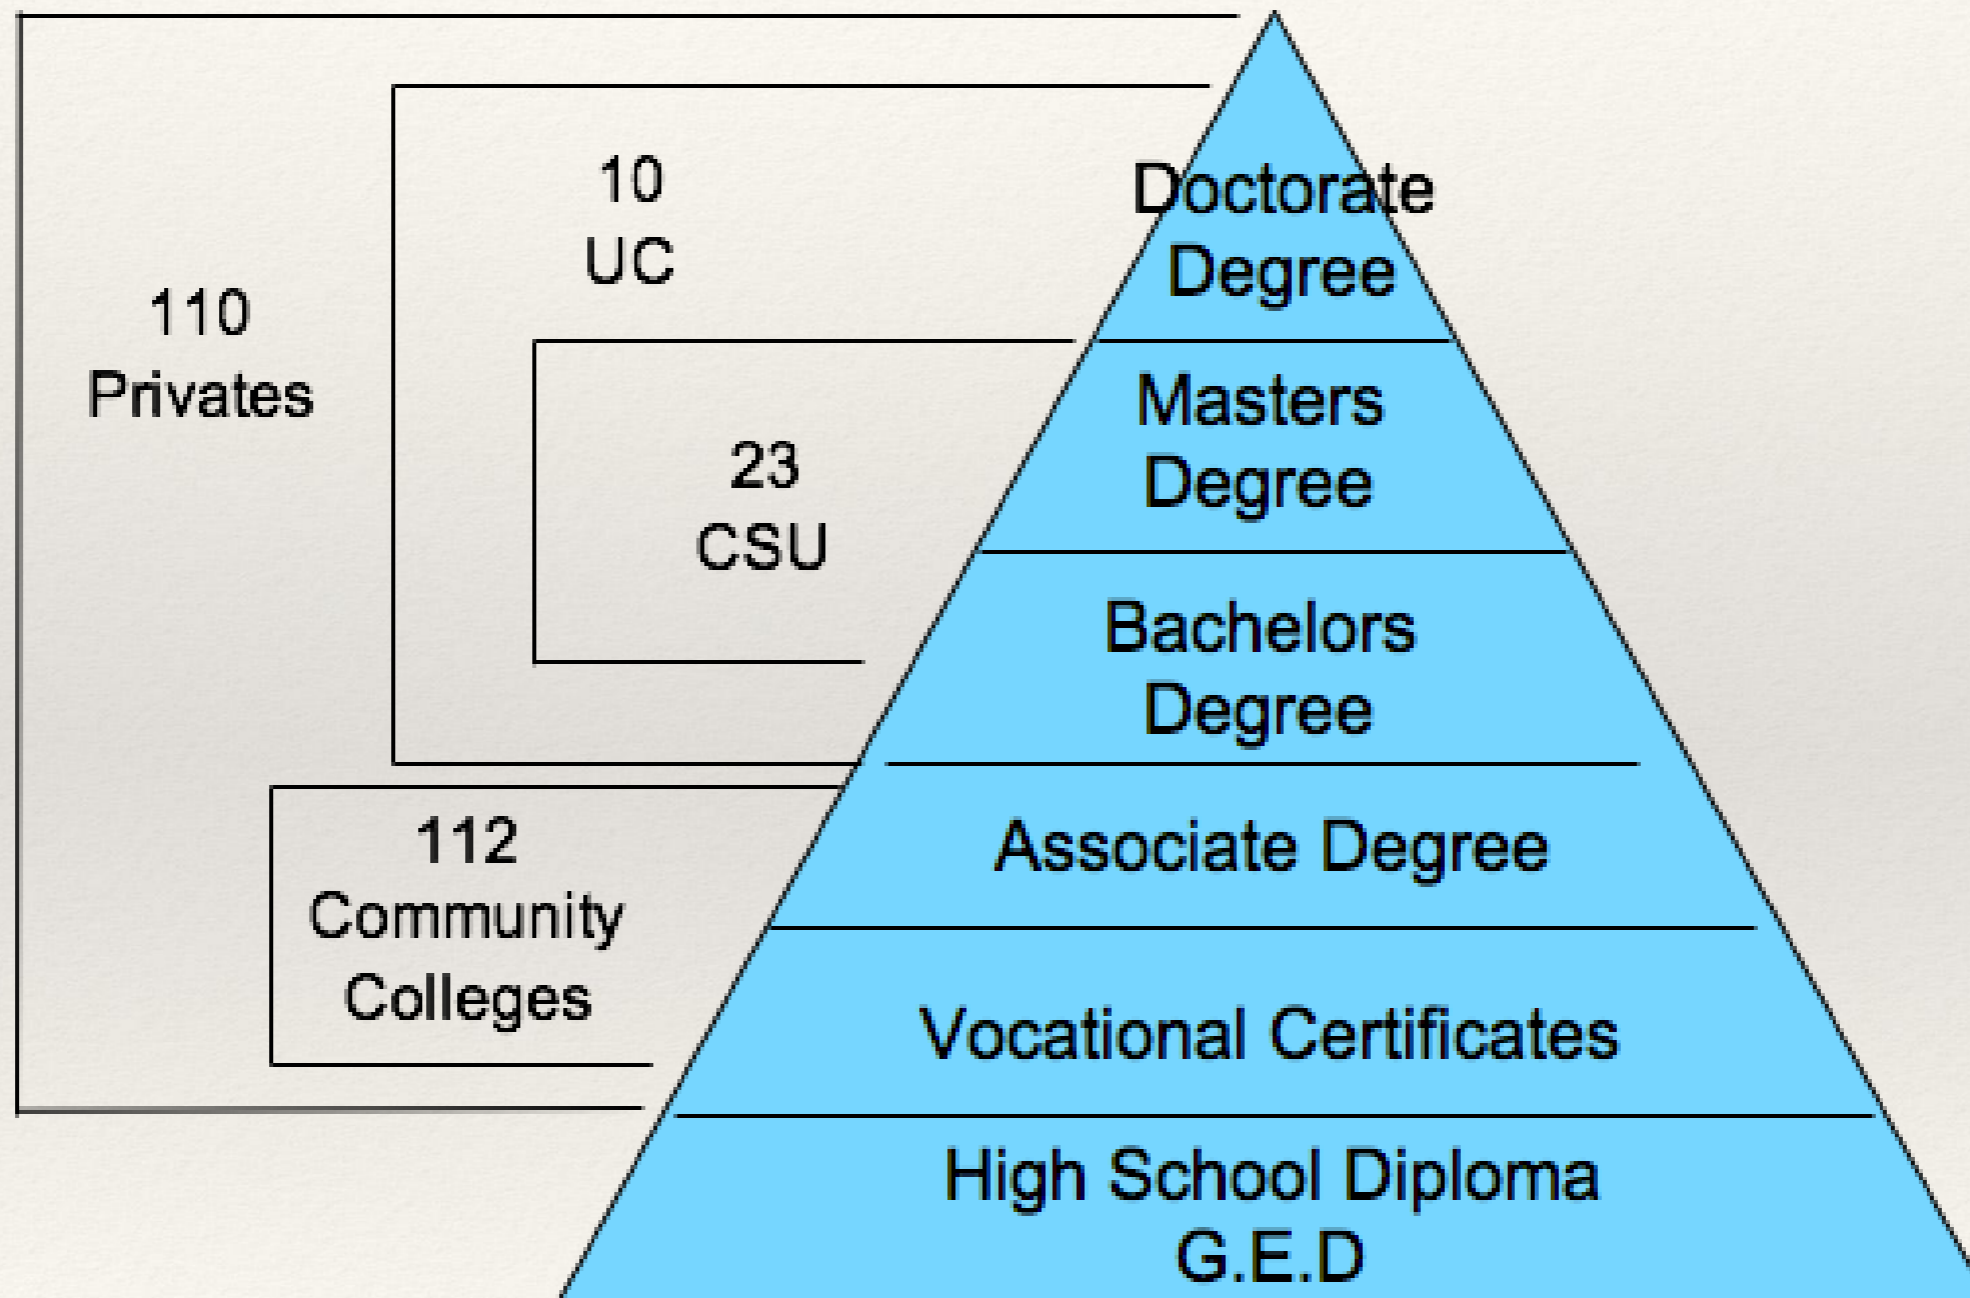 110
Privates
10
UC
23
CSU
112
Community
Colleges
Doctorate
Degree
Masters
Degree
Bachelors
Degree
Associate Degree
Vocational Certificates
High School Diploma
G.E.D